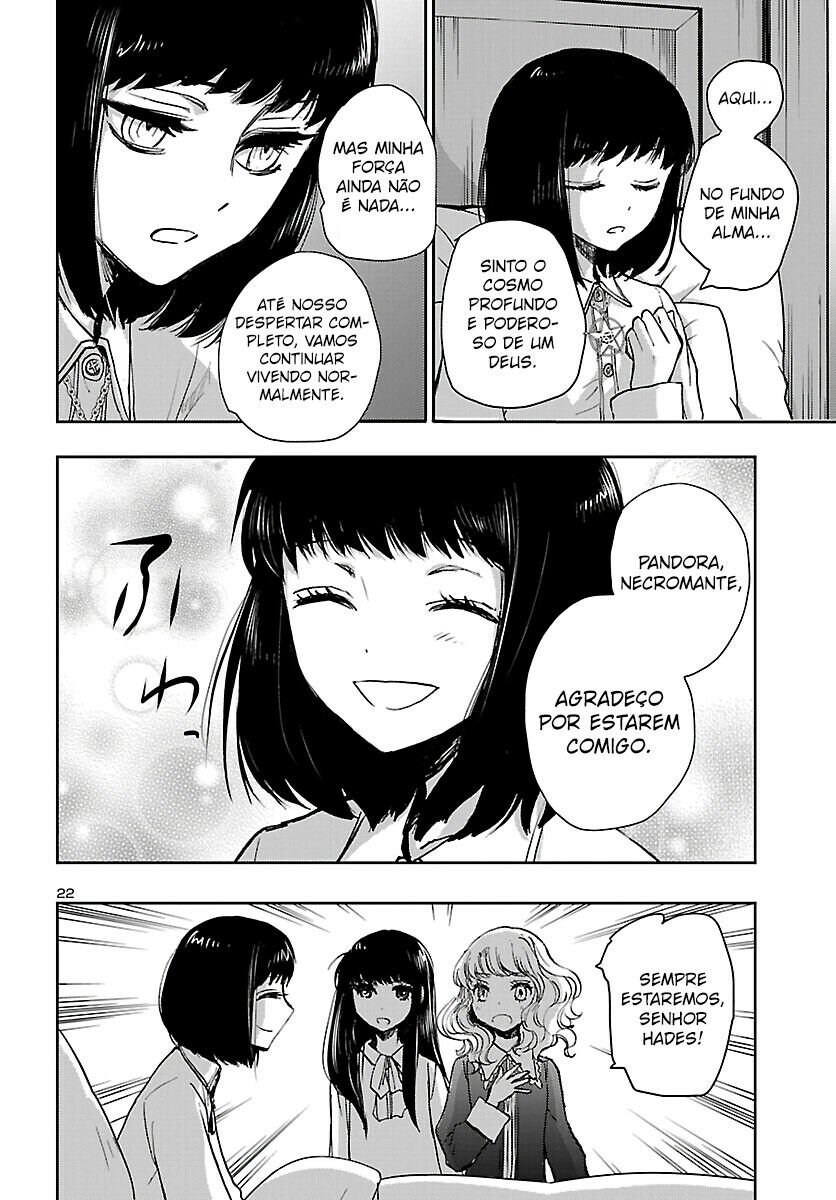 AQUI...
NO FUNDO
DE MINHA
ALMA...
SINTO O
COSMO
PROFUNDO
E PODERO-
SO DE UM
DEUS.
MAS MINHA
FORÇA
AINDA NÃO
É NADA...
ATÉ NOSSO
DESPERTAR COM-
PLETO, VAMOS
CONTINUAR
VIVENDO NOR-
MALMENTE.
PANDORA,
NECROMANTE,
AGRADEÇO
POR ESTAREM
COMIGO.
ふわっ
22
SEMPRE
ESTAREMOS,
SENHOR
HADES!